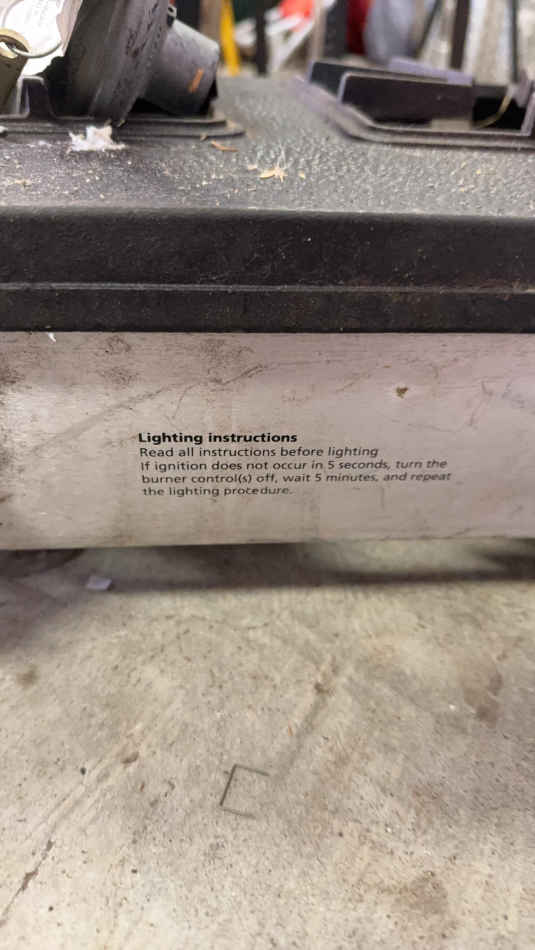 Lighting instructions
Read all instructions before lighting
If ignition does not occur in 5 seconds, turn the
burner control(s) off, wait 5 minutes, and repeat
the lighting procedure.